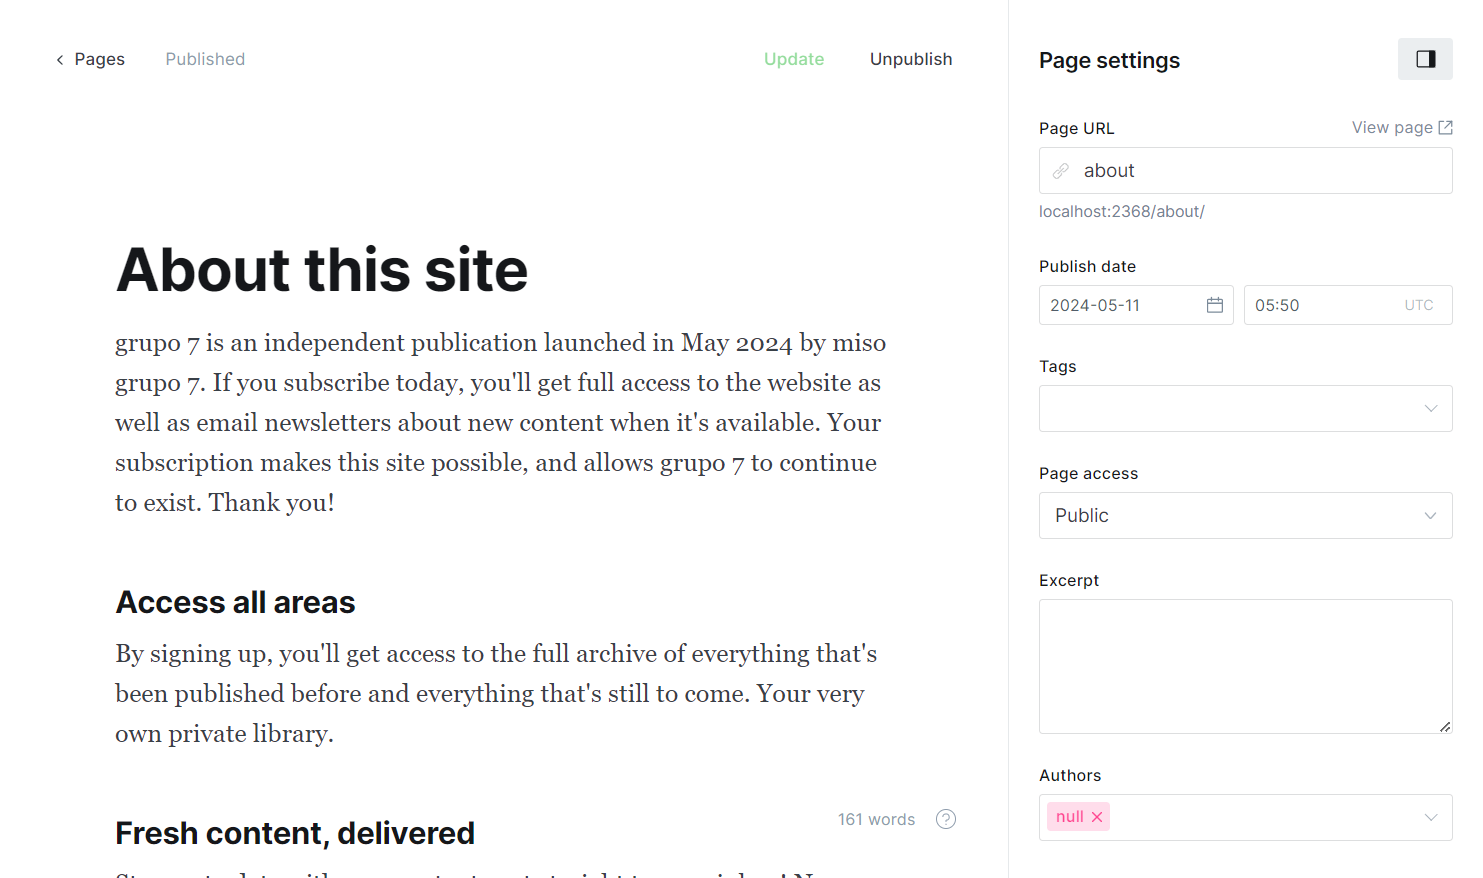 Pages
Published
Update
Unpublish
About this site
grupo 7 is an independent publication launched in May 2024 by miso
grupo 7. If you subscribe today, you'll get full access to the website as
well as email newsletters about new content when it's available. Your
subscription makes this site possible, and allows grupo 7 to continue
to exist. Thank you!
Access all areas
By signing up, you'll get access to the full archive of everything that's
been published before and everything that's still to come. Your very
own private library.
Fresh content, delivered
161 words
?
Page settings
Page URL
View page
about
localhost:2368/about/
Publish date
2024-05-11
05:50
UTC
Tags
Page access
Public
Excerpt
Authors
null